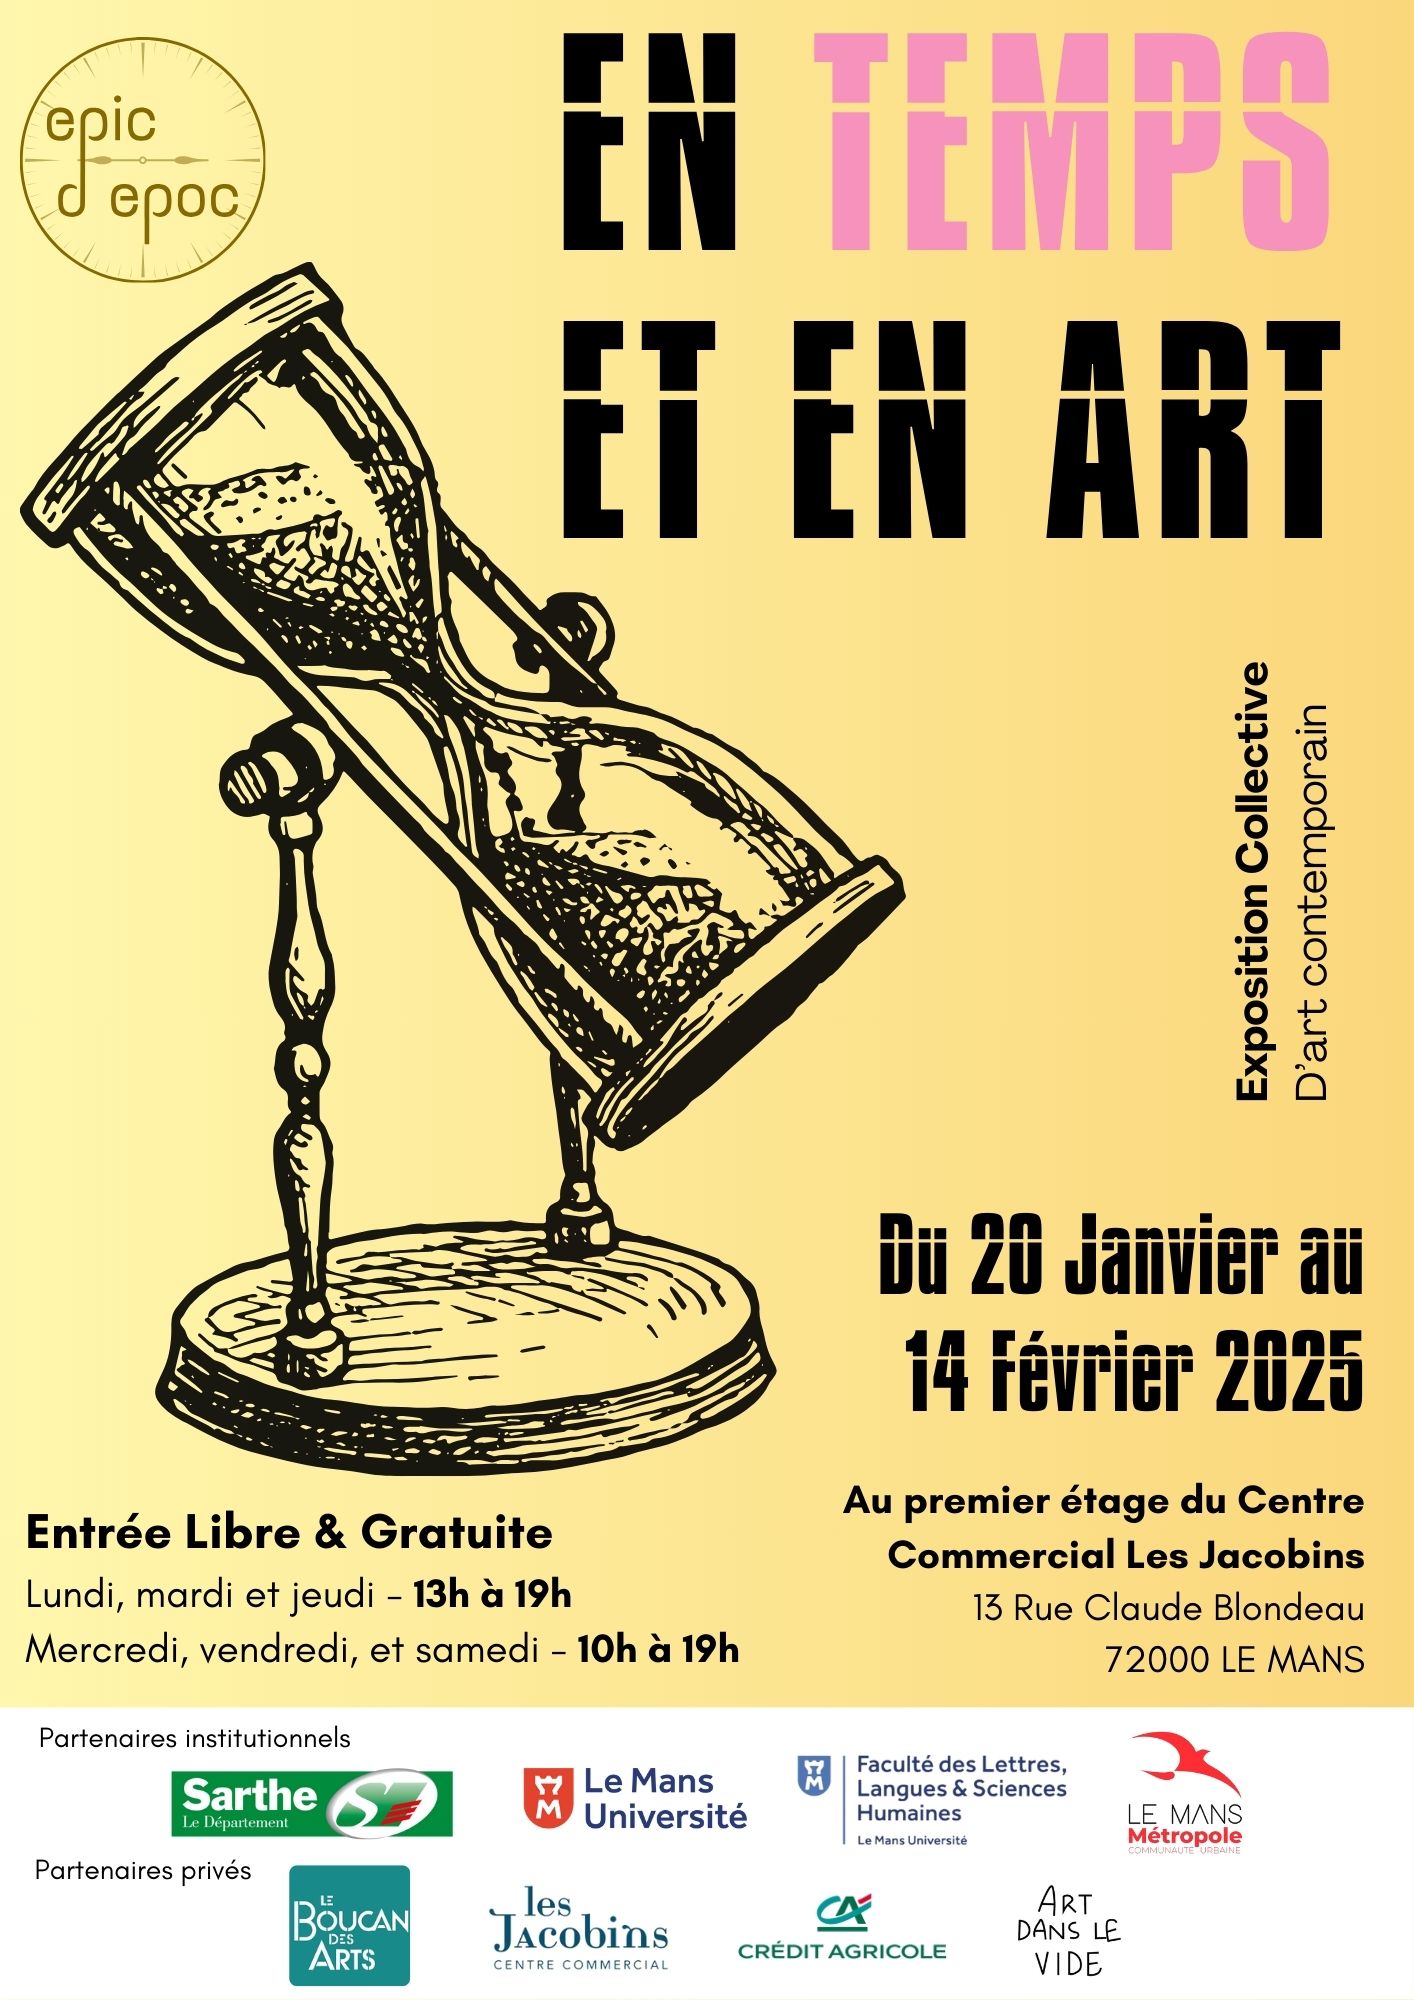 epic
d epoc
EN TEMPS
ET EN ART
Exposition Collective
D'art contemporain
Du 20 Janvier au
14 Février 2025
Au premier étage du Centre
Commercial Les Jacobins
13 Rue Claude Blondeau
72000 LE MANS
Entrée Libre & Gratuite
Lundi, mardi et jeudi - 13h à 19h
Mercredi, vendredi, et samedi - 10h à 19h
Partenaires institutionnels
Sarthe
Le Département
Le Mans
Université
Faculté des Lettres,
Langues & Sciences
Humaines
Le Mans Université
LE MANS
Métropole
COMMUNAUTÉ URBAINE
Partenaires privés
LE
BOUCAN
DES
ARTS
les
Jacobins
CENTRE COMMERCIAL
CA
CRÉDIT AGRICOLE
ART
DANS LE
VIDE